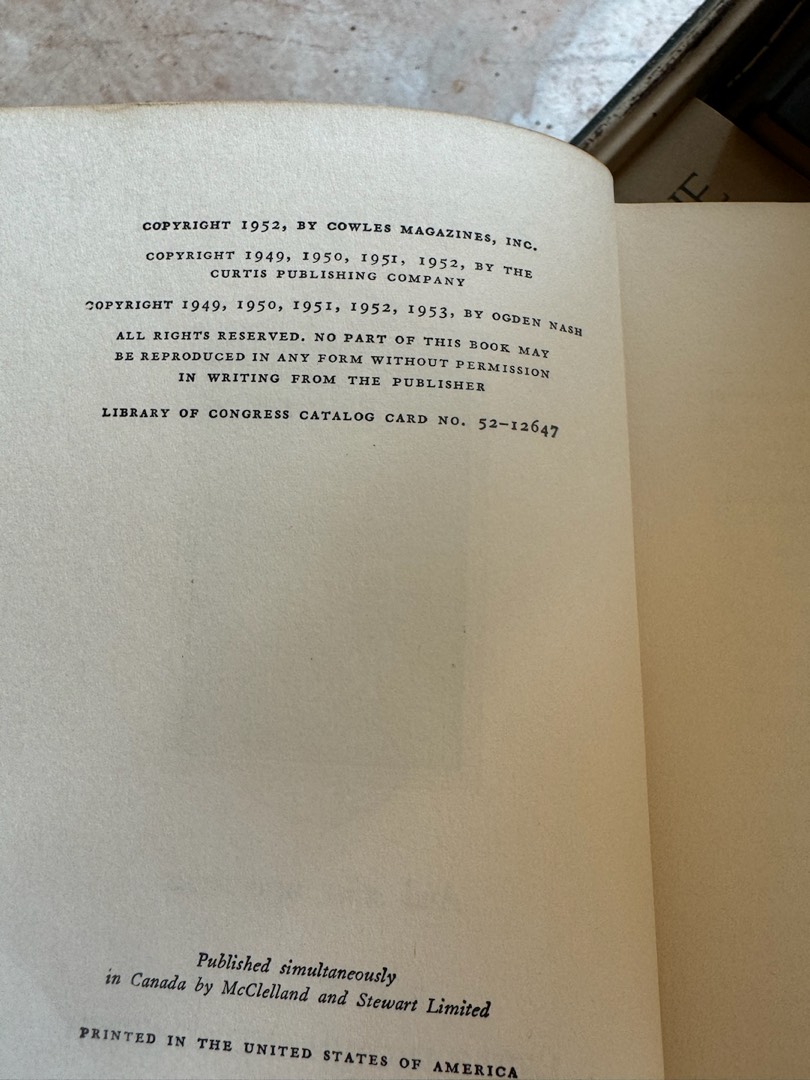 COPYRIGHT 1952, BY COWLES MAGAZINES, INC.
COPYRIGHT 1949, 1950, 1951, 1952, BY THE
CURTIS PUBLISHING COMPANY
COPYRIGHT 1949, 1950, 1951, 1952, 1953, BY OGDEN NASH
ALL RIGHTS RESERVED. NO PART OF THIS BOOK MAY
BE REPRODUCED IN ANY FORM WITHOUT PERMISSION
IN WRITING FROM THE PUBLISHER
LIBRARY OF CONGRESS CATALOG CARD NO. 52–12647
Published simultaneously
in Canada by McClelland and Stewart Limited
PRINTED IN THE UNITED STATES OF AMERICA